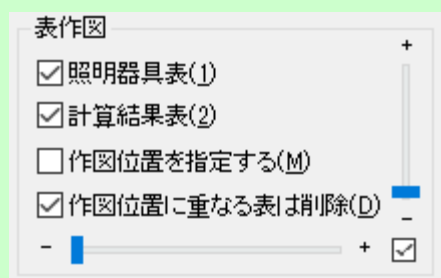 表作図
+
照明器具表(1)
計算結果表(2)
作図位置を指定する(M)
作図位置に重なる表は削除(D)
-
- +